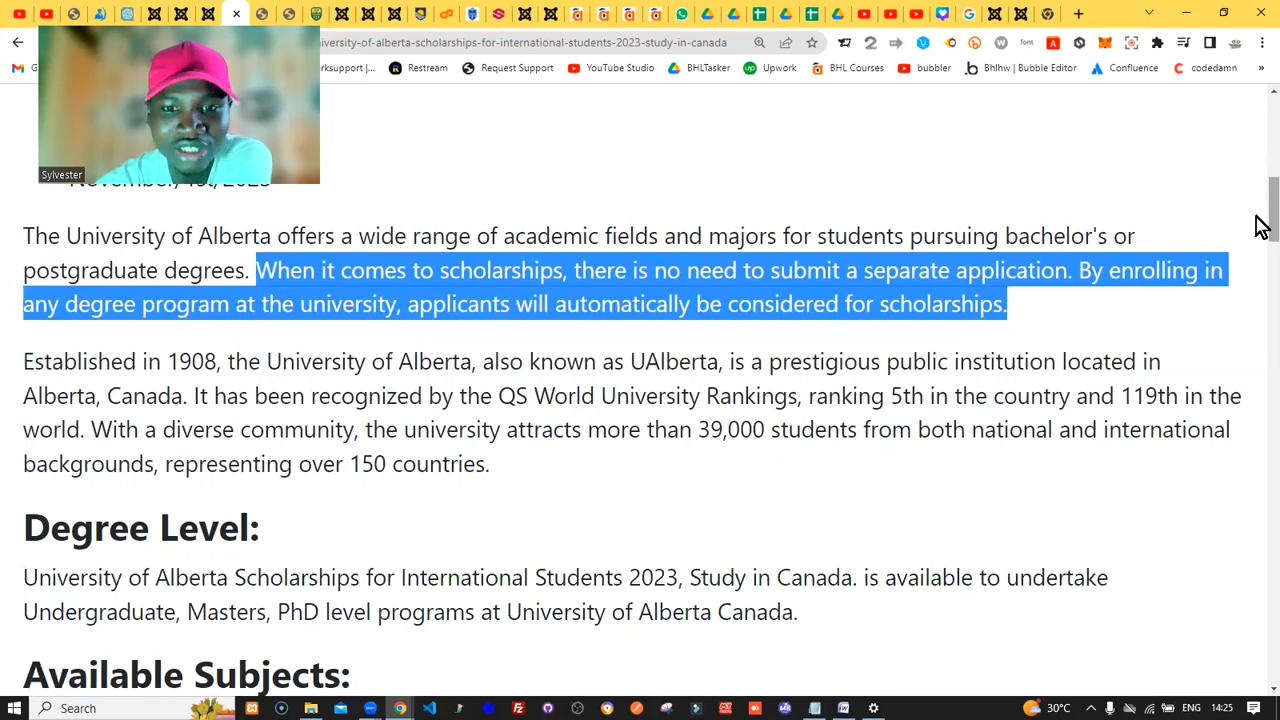 iversity-of-alberta-scholarships-for-international-students-2023-study-in-canada
font
G
rksupport |...
Restream
Request Support
YouTube Studio
BHLTasker
Upwork
BHL Courses
bubbler
Bhlhw | Bubble Editor
Confluence
codedamn
»
Sylvester
November, 1st, 2023
The University of Alberta offers a wide range of academic fields and majors for students pursuing bachelor's or
postgraduate degrees. When it comes to scholarships, there is no need to submit a separate application. By enrolling in
any degree program at the university, applicants will automatically be considered for scholarships.
Established in 1908, the University of Alberta, also known as UAlberta, is a prestigious public institution located in
Alberta, Canada. It has been recognized by the QS World University Rankings, ranking 5th in the country and 119th in the
world. With a diverse community, the university attracts more than 39,000 students from both national and international
backgrounds, representing over 150 countries.
Degree Level:
University of Alberta Scholarships for International Students 2023, Study in Canada. is available to undertake
Undergraduate, Masters, PhD level programs at University of Alberta Canada.
Available Subjects:
Search
30°C
ENG
14:25